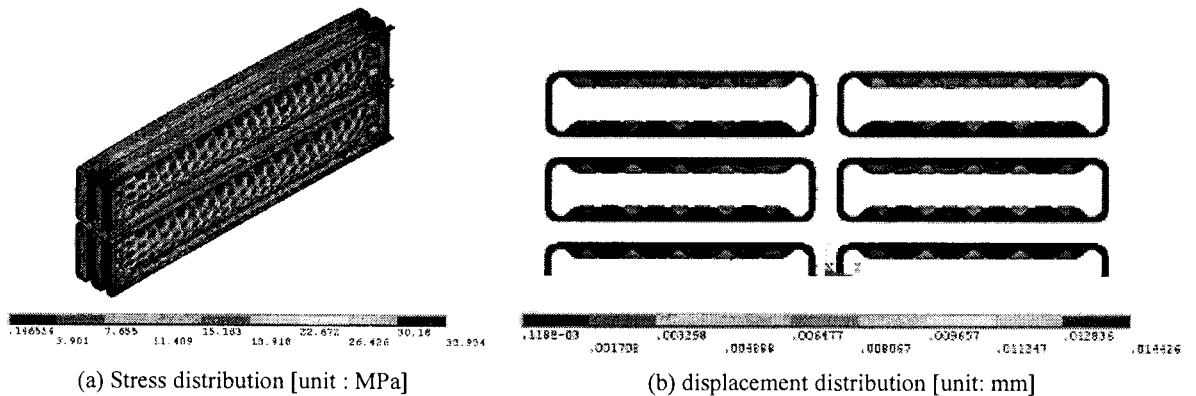 .146534 7.655 15.163 22.672 30.18
3.901 11.409 18.918 26.426 33.934
(a) Stress distribution [unit : MPa]
.118E-03 .003298 .006477 .009657 .012836
.001708 .004888 .008067 .011247 .014426
(b) displacement distribution [unit: mm]